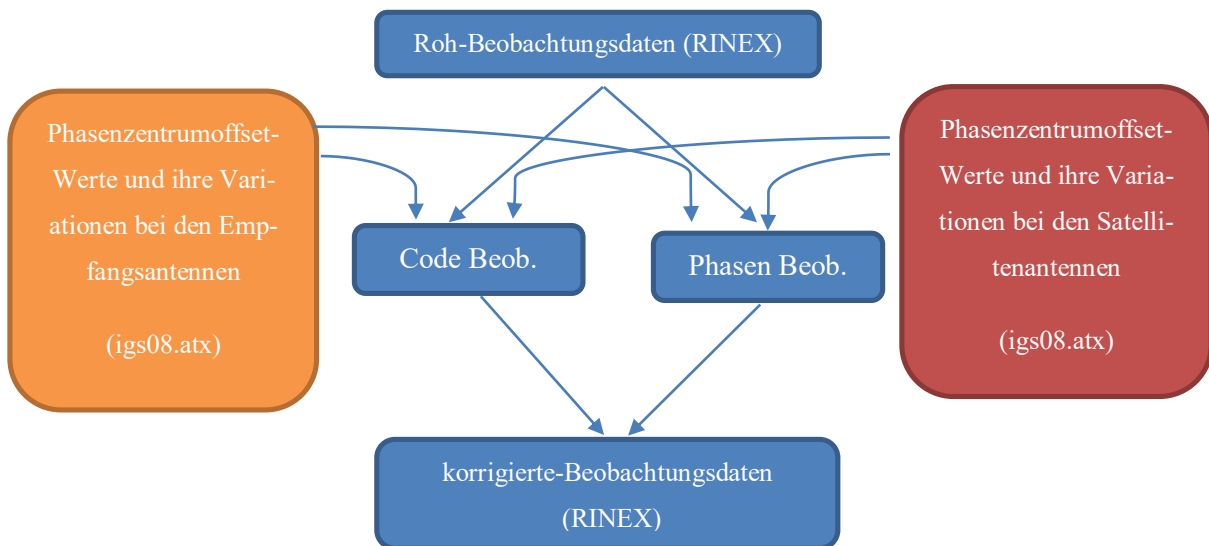 Roh-Beobachtungsdaten (RINEX)
Phasenzentrumoffset-
Werte und ihre Vari-
ationen bei den Emp-
fangsantennen
(igs08.atx)
Code Beob.
Phasen Beob.
Phasenzentrumoffset-
Werte und ihre Varia-
tionen bei den Satelli-
tenantennen
(igs08.atx)
korrigierte-Beobachtungsdaten
(RINEX)